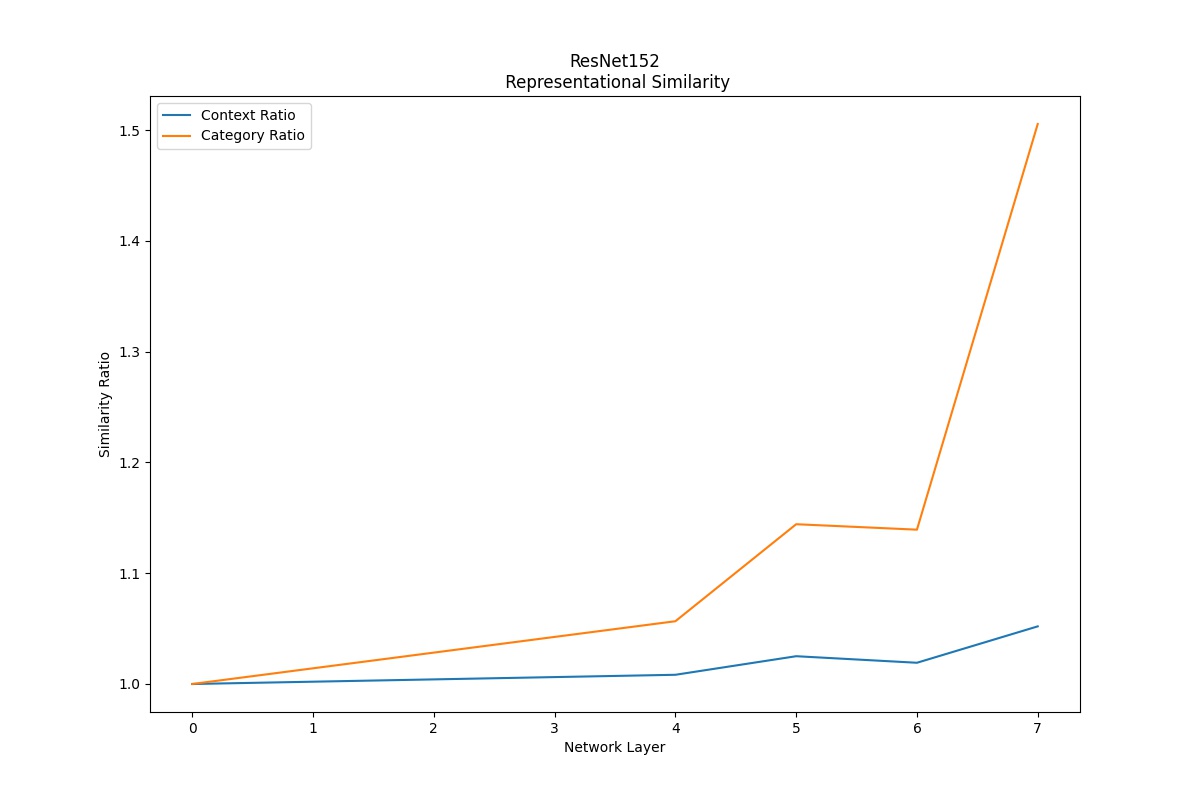 ResNet152
Representational Similarity
Context Ratio
Category Ratio
1.5
1.4
1.3
1.2
1.1
1.0
Similarity Ratio
0 1 2 3 4 5 6 7
Network Layer